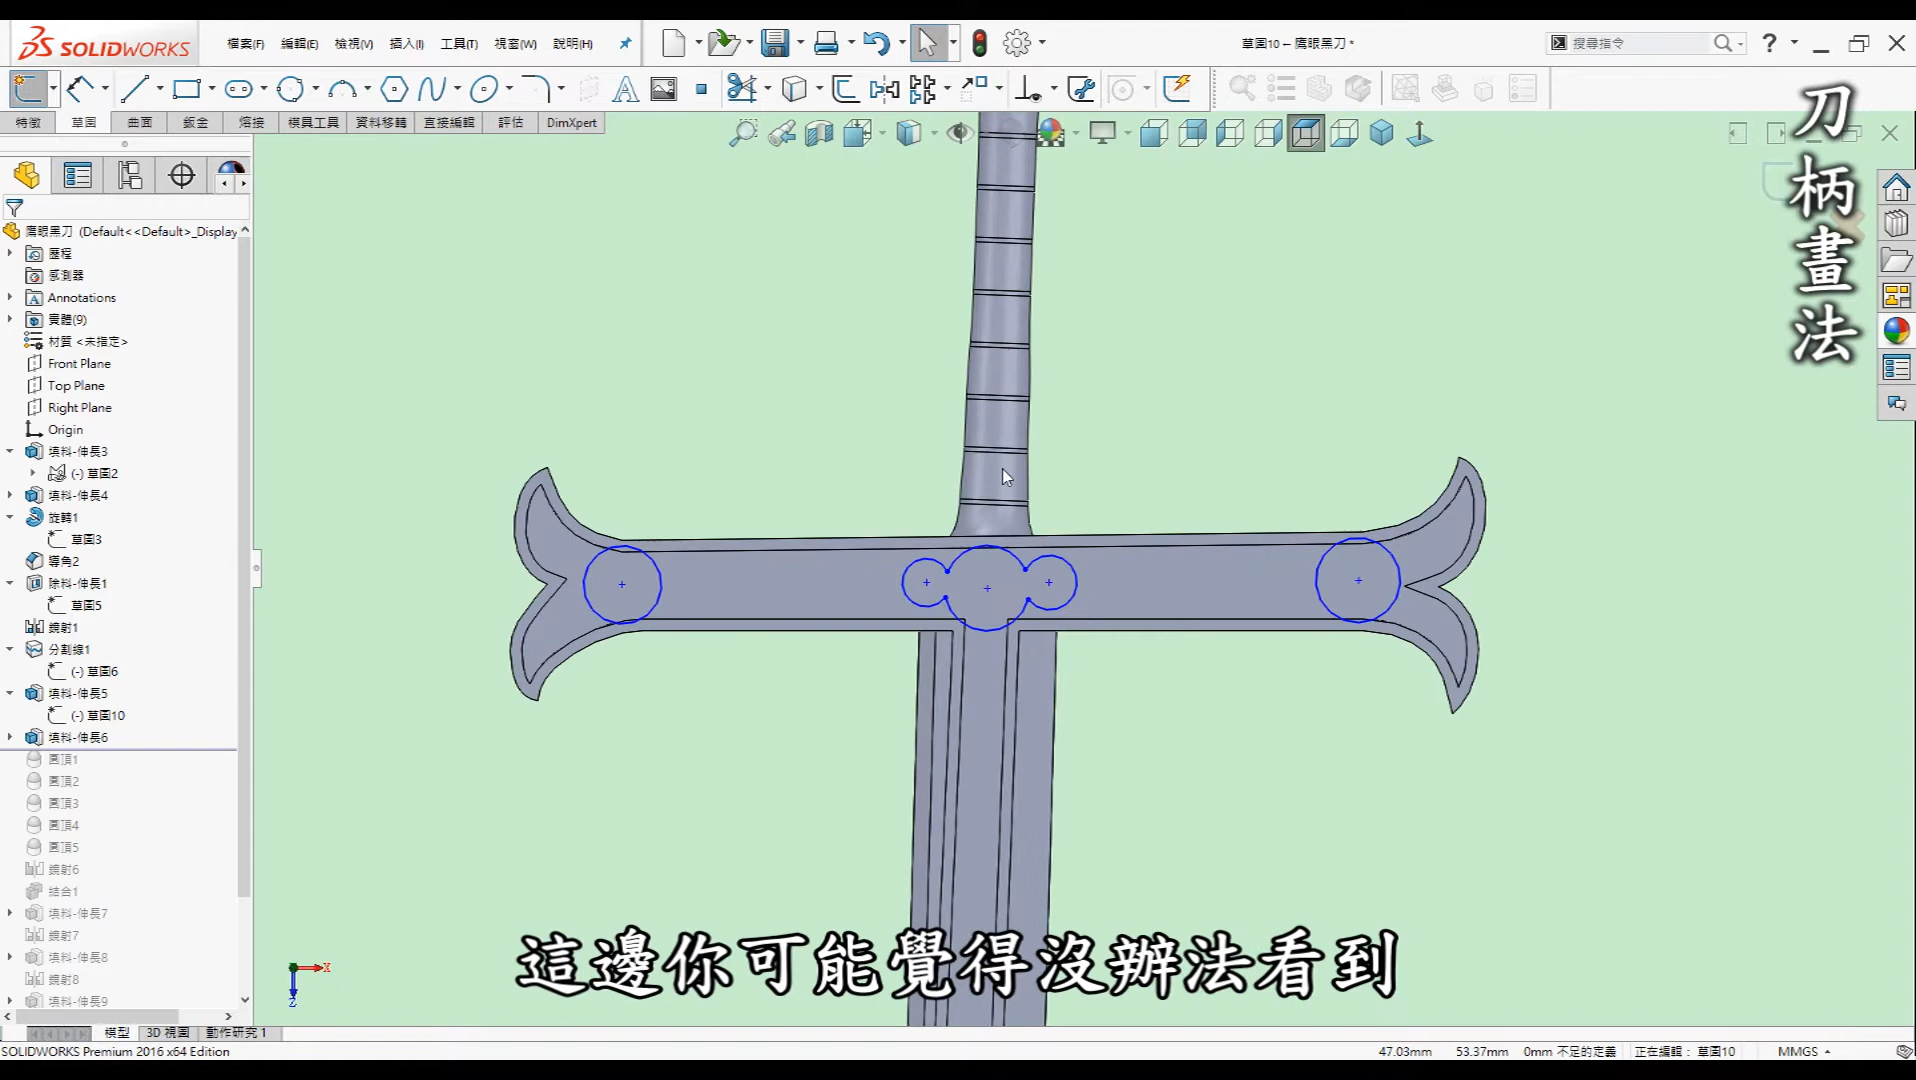 SOLIDWORKS
檔案(F)
編輯(E)
檢視(V)
插入(I)
工具(T)
視窗(W)
說明(H)
草圖10 – 鷹眼黑刀 *
搜尋指令
特徵
草圖
曲面
鈑金
熔接
模具工具
資料移轉
直接編輯
評估
DimXpert
鷹眼黑刀 (Default<<Default>_Display
歷程
感測器
Annotations
實體(9)
材質 <未指定>
Front Plane
Top Plane
Right Plane
Origin
填料-伸長3
(-) 草圖2
填料-伸長4
旋轉1
草圖3
導角2
除料-伸長1
草圖5
鏡射1
分割線1
(-) 草圖6
填料-伸長5
(-) 草圖10
填料-伸長6
圓頂1
圓頂2
圓頂3
圓頂4
圓頂5
鏡射6
結合1
填料-伸長7
鏡射7
填料-伸長8
鏡射8
填料-伸長9
模型
3D 視圖
動作研究 1
X
Z
刀柄畫法
這邊你可能覺得沒辦法看到
SOLIDWORKS Premium 2016 x64 Edition
47.03mm
53.37mm
0mm 不足的定義
正在編輯： 草圖10
MMGS